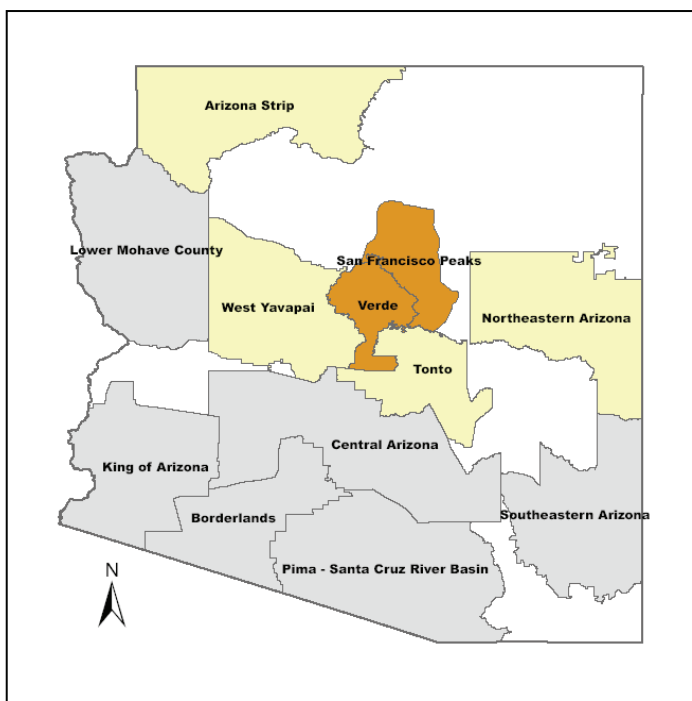 Arizona Strip
Lower Mohave County
San Francisco Peaks
West Yavapai
Verde
Northeastern Arizona
Tonto
Central Arizona
King of Arizona
Borderlands
Southeastern Arizona
Pima - Santa Cruz River Basin
N